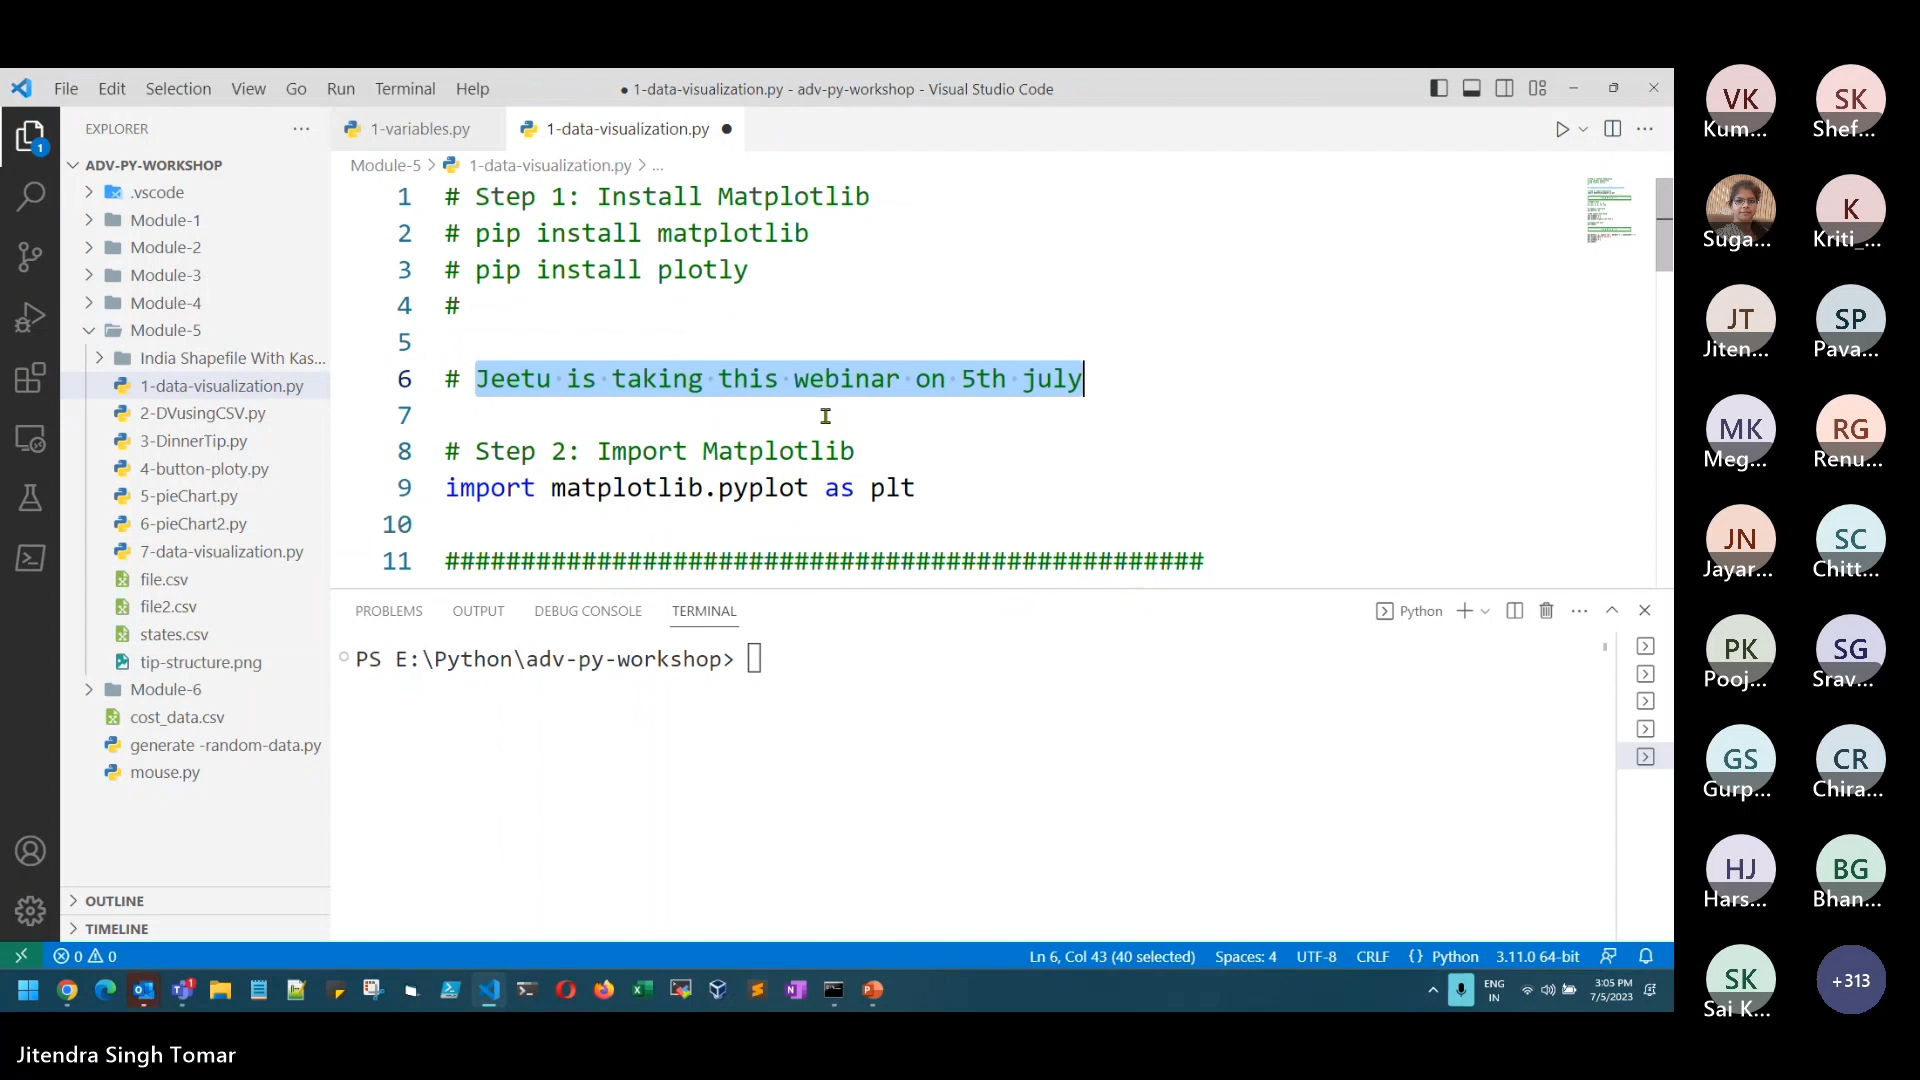 File Edit Selection View Go Run Terminal Help
● 1-data-visualization.py - adv-py-workshop - Visual Studio Code
EXPLORER
1-variables.py
1-data-visualization.py
ADV-PY-WORKSHOP
.vscode
Module-1
Module-2
Module-3
Module-4
Module-5
India Shapefile With Kas...
1-data-visualization.py
2-DVusingCSV.py
3-DinnerTip.py
4-button-ploty.py
5-pieChart.py
6-pieChart2.py
7-data-visualization.py
file.csv
file2.csv
states.csv
tip-structure.png
Module-6
cost_data.csv
generate -random-data.py
mouse.py
OUTLINE
TIMELINE
Module-5 > 1-data-visualization.py > ...
1 # Step 1: Install Matplotlib
2 # pip install matplotlib
3 # pip install plotly
4 #
5
6 # Jeetu is taking this webinar on 5th july
7
8 # Step 2: Import Matplotlib
9 import matplotlib.pyplot as plt
10
11 ##################################################
PROBLEMS OUTPUT DEBUG CONSOLE TERMINAL
Python
PS E:\Python\adv-py-workshop>
0 0
Ln 6, Col 43 (40 selected) Spaces: 4 UTF-8 CRLF {} Python 3.11.0 64-bit
ENG
IN
3:05 PM
7/5/2023
VK
Kum...
SK
Shef...
Suga...
K
Kriti_...
JT
Jiten...
SP
Pava...
MK
Meg...
RG
Renu...
JN
Jayar...
SC
Chitt...
PK
Pooj...
SG
Srav...
GS
Gurp...
CR
Chira...
HJ
Hars...
BG
Bhan...
SK
Sai K...
+313
Jitendra Singh Tomar